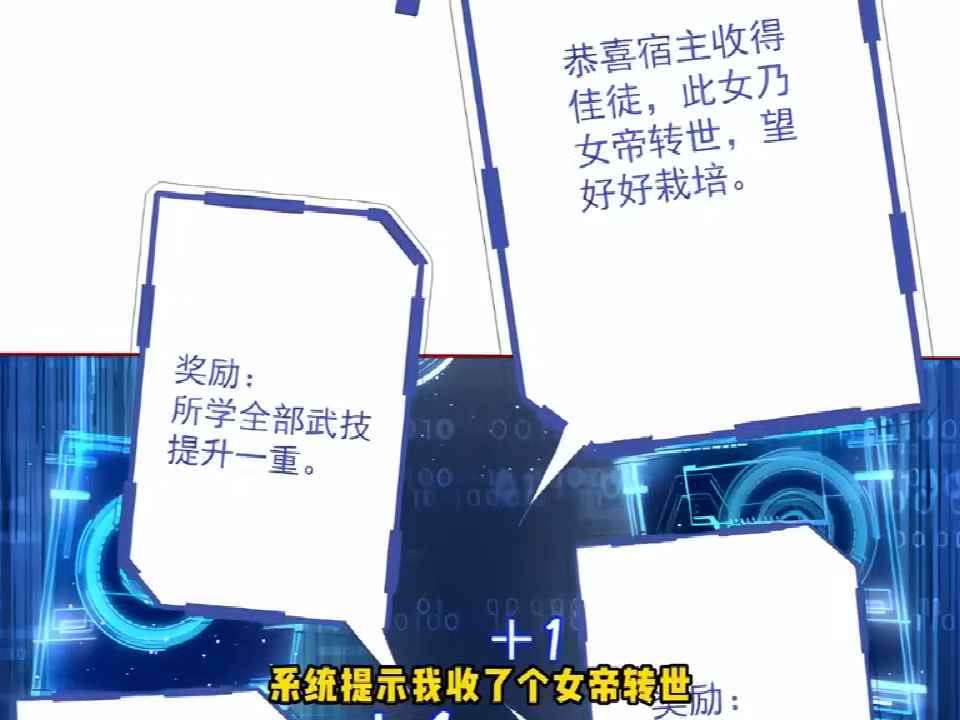 恭喜宿主收得
佳徒，此女乃
女帝转世，望
好好栽培。
奖励：
所学全部武技
提升一重。
+1
奖励：
+1
系统提示我收了个女帝转世